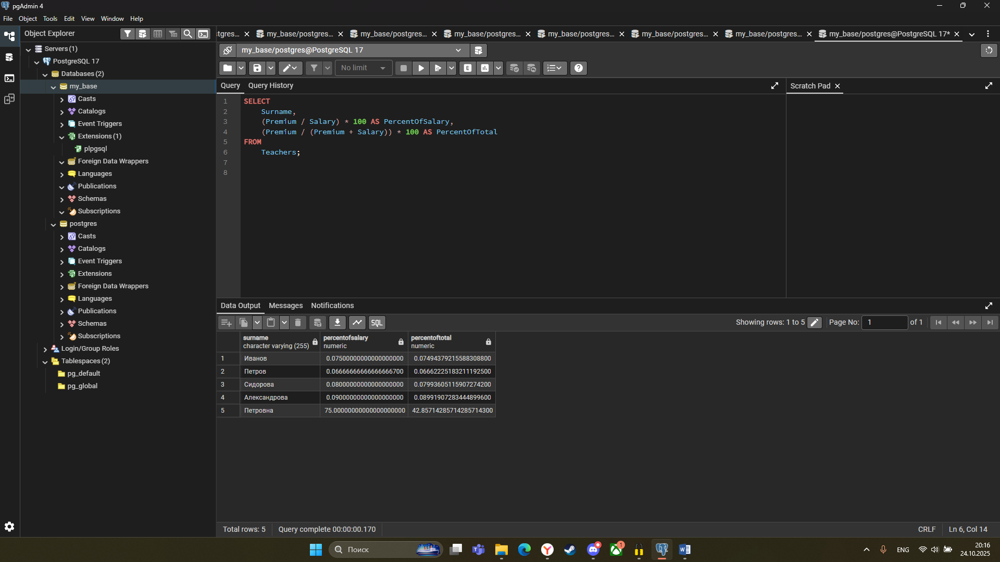 pgAdmin 4
File Object Tools Edit View Window Help
Object Explorer
Servers (1)
PostgreSQL 17
Databases (2)
my_base
Casts
Catalogs
Event Triggers
Extensions (1)
plpgsql
Foreign Data Wrappers
Languages
Publications
Schemas
Subscriptions
postgres
Casts
Catalogs
Event Triggers
Extensions
Foreign Data Wrappers
Languages
Publications
Schemas
Subscriptions
Login/Group Roles
Tablespaces (2)
pg_default
pg_global
tgres... my_base/postgres... my_base/postgres... my_base/postgres... my_base/postgres... my_base/postgres... my_base/postgres... my_base/postgres@PostgreSQL 17*
my_base/postgres@PostgreSQL 17
No limit E
Query Query History Scratch Pad
1 SELECT
2 Surname,
3 (Premium / Salary) * 100 AS PercentOfSalary,
4 (Premium / (Premium + Salary)) * 100 AS PercentOfTotal
5 FROM
6 Teachers;
7
8
Data Output Messages Notifications
SQL Showing rows: 1 to 5 Page No: 1 of 1
surname percentofsalary percentoftotal
character varying (255) numeric numeric
1 Иванов 0.07500000000000000000 0.07494379215588308800
2 Петров 0.06666666666666666700 0.06662225183211192500
3 Сидорова 0.08000000000000000000 0.07993605115907274200
4 Александрова 0.09000000000000000000 0.08991907283444899600
5 Петровна 75.00000000000000000000 42.85714285714285714300
Total rows: 5 Query complete 00:00:00.170 CRLF Ln 6, Col 14
Поиск 1 ENG 20:16
24.10.2025